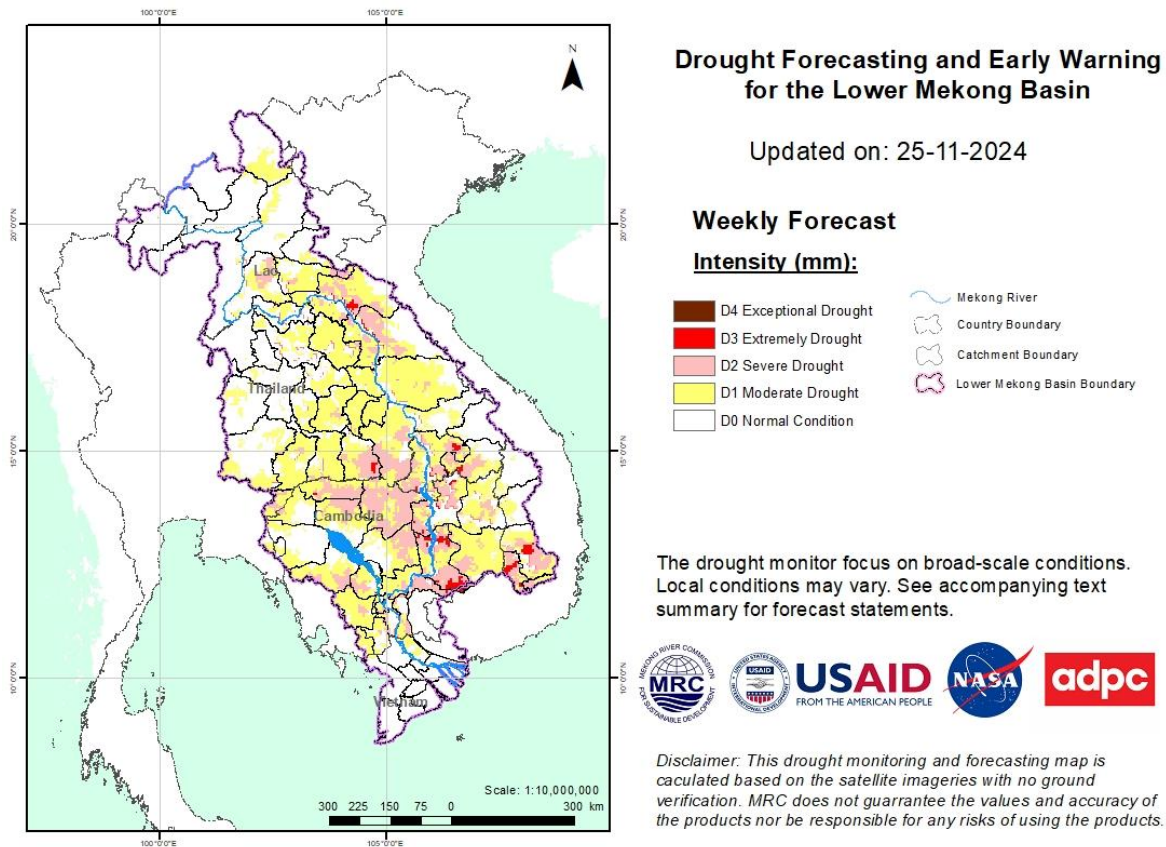 100°0'0"E
105°0'0"E
N
20°0'0"N
20°0'0"N
15°0'0"N
15°0'0"N
10°0'0"N
10°0'0"N
Lao
Thailand
Cambodia
Vietnam
Scale: 1:10,000,000
300 225 150 75 0 300 km
100°0'0"E
105°0'0"E
Drought Forecasting and Early Warning
for the Lower Mekong Basin
Updated on: 25-11-2024
Weekly Forecast
Intensity (mm):
D4 Exceptional Drought
D3 Extremely Drought
D2 Severe Drought
D1 Moderate Drought
D0 Normal Condition
Mekong River
Country Boundary
Catchment Boundary
Lower Mekong Basin Boundary
The drought monitor focus on broad-scale conditions.
Local conditions may vary. See accompanying text
summary for forecast statements.
MEKONG RIVER COMMISSION
MRC
FOR SUSTAINABLE DEVELOPMENT
UNITED STATES AGENCY
USAID
INTERNATIONAL DEVELOPMENT
USAID
FROM THE AMERICAN PEOPLE
NASA
adpc
Disclaimer: This drought monitoring and forecasting map is
caculated based on the satellite imageries with no ground
verification. MRC does not guarrantee the values and accuracy of
the products nor be responsible for any risks of using the products.